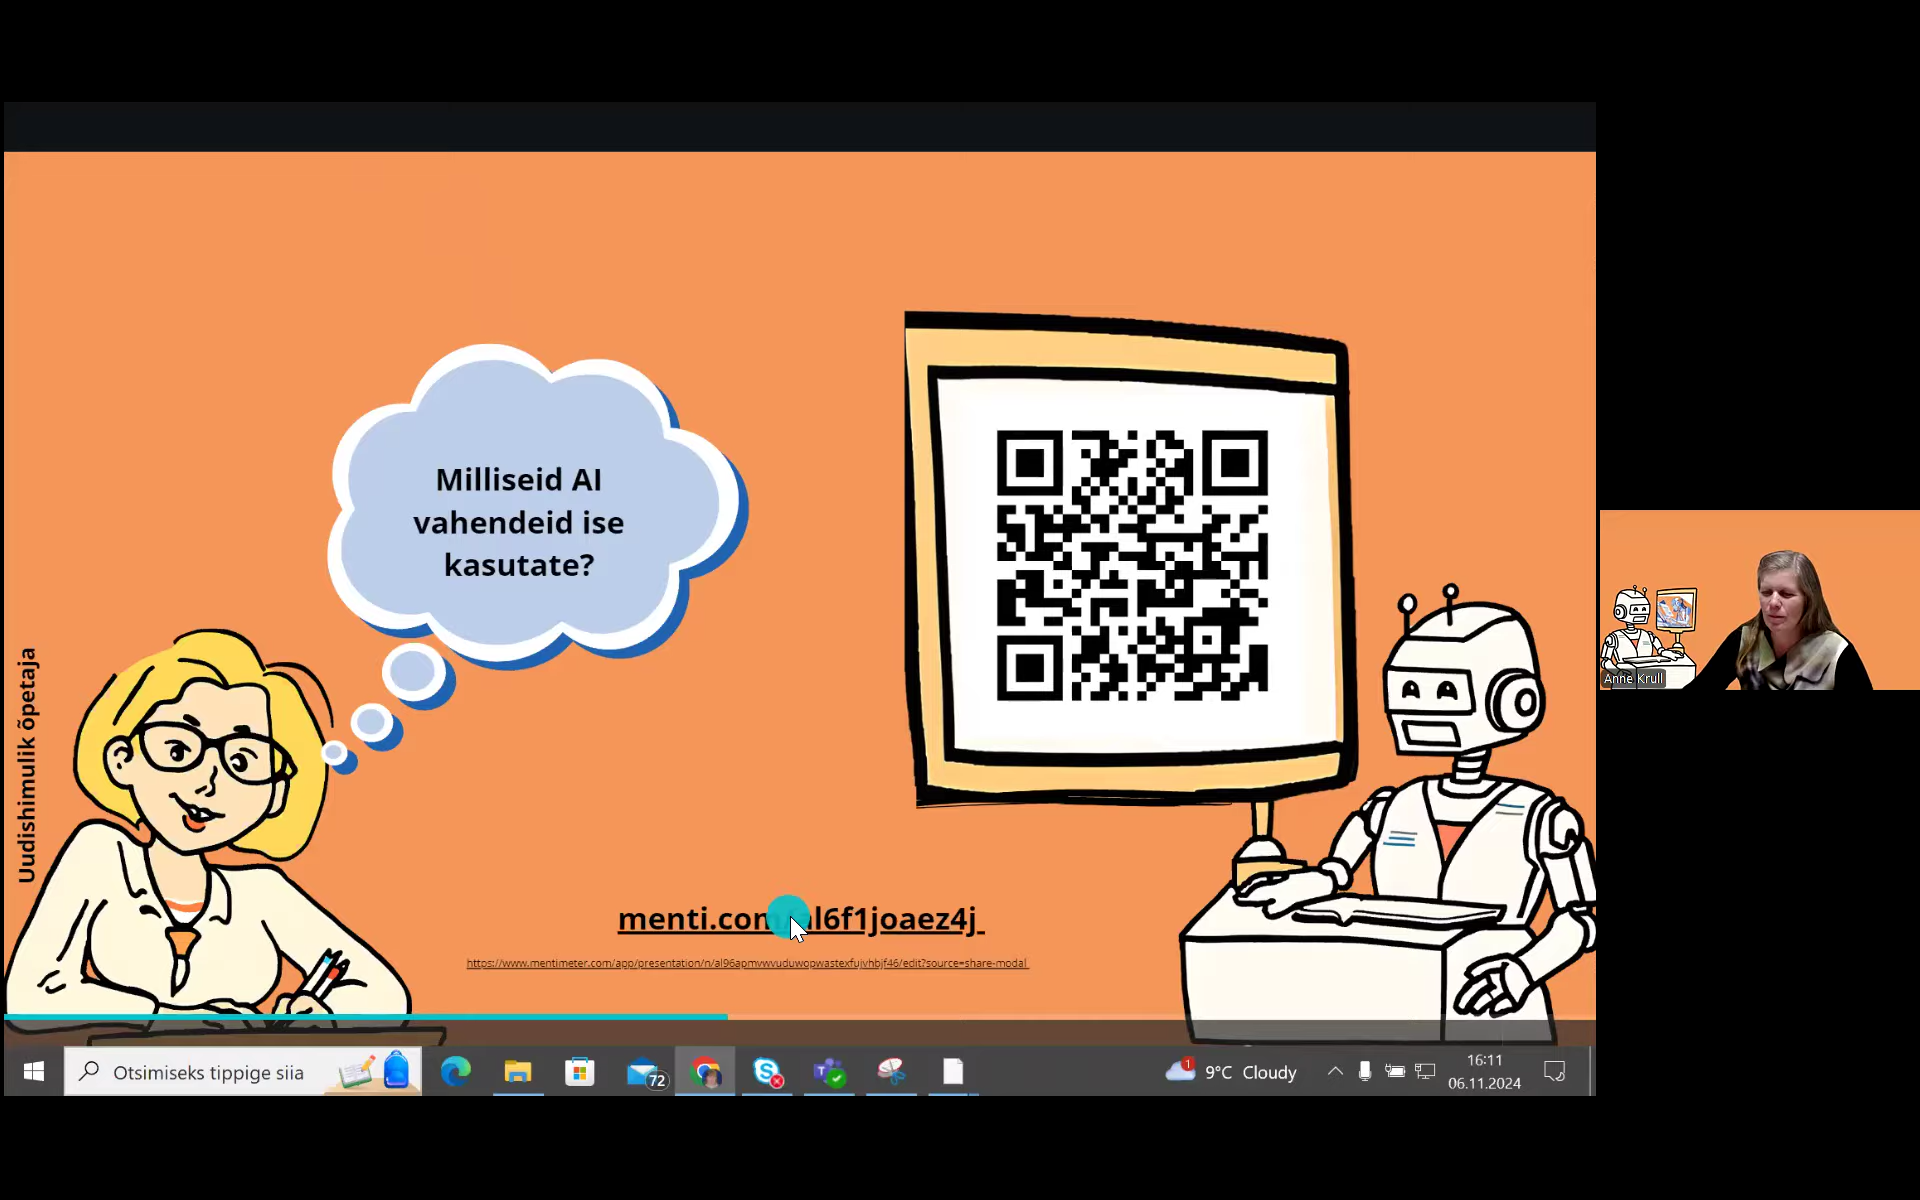 Milliseid AI
vahendeid ise
kasutate?
Uudishimulik õpetaja
Anne Krull
https://www.mentimeter.com/app/presentation/n/al96apmvwvuduwopwastexfujvhbjf46/edit?source=share-modal
Otsimiseks tippige siia
72
1
9°C Cloudy
16:11
06.11.2024